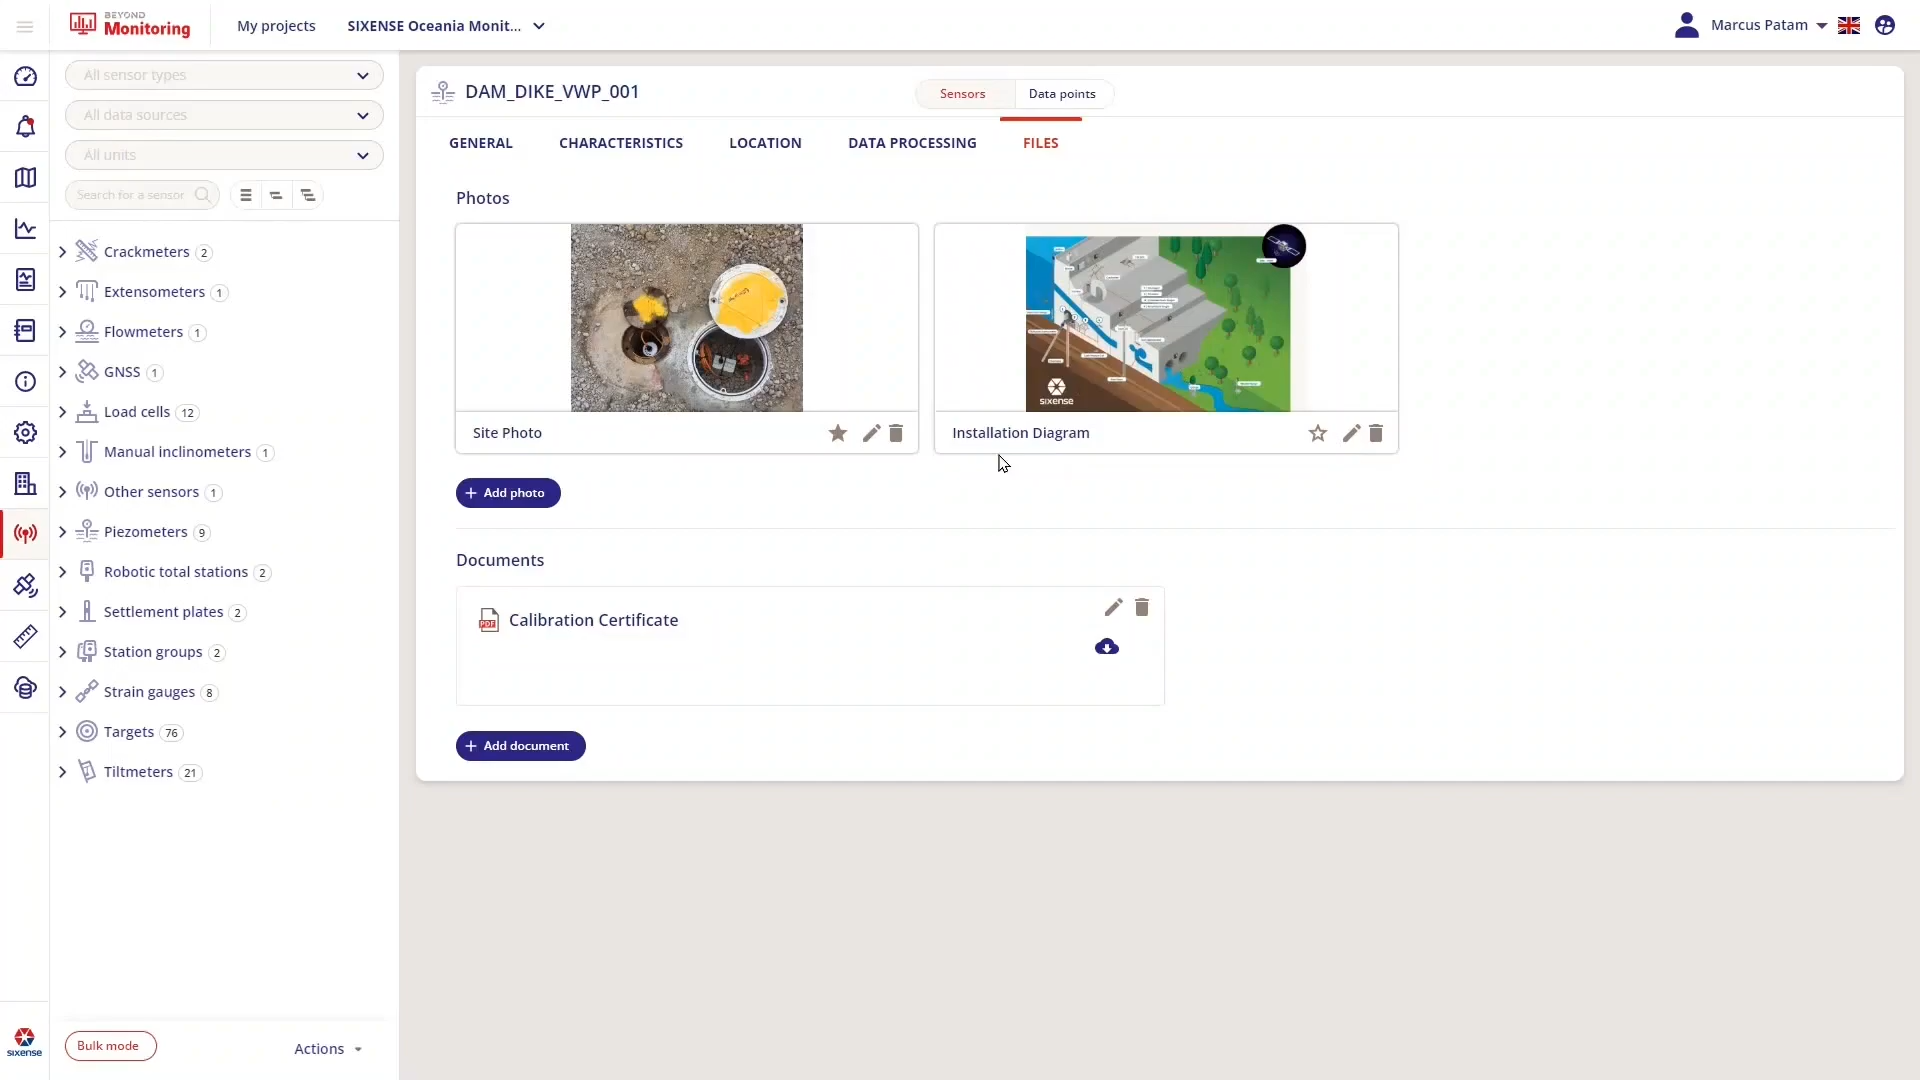 BEYOND
Monitoring
My projects
SIXENSE Oceania Monit...
Marcus Patam
All sensor types
All data sources
All units
Search for a sensor
Crackmeters 2
Extensometers 1
Flowmeters 1
GNSS 1
Load cells 12
Manual inclinometers 1
Other sensors 1
Piezometers 9
Robotic total stations 2
Settlement plates 2
Station groups 2
Strain gauges 8
Targets 76
Tiltmeters 21
Bulk mode
Actions
sixense
DAM_DIKE_VWP_001
Sensors
Data points
GENERAL
CHARACTERISTICS
LOCATION
DATA PROCESSING
FILES
Photos
sixense
Site Photo
Installation Diagram
+ Add photo
Documents
PDF
Calibration Certificate
+ Add document